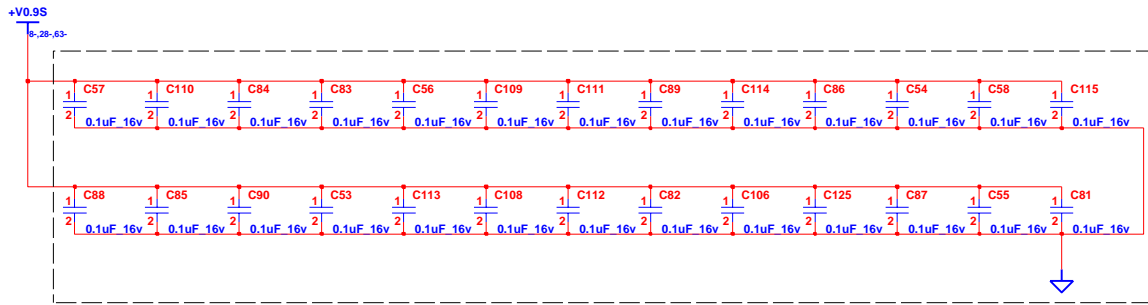 +V0.9S
8-,28-,63-
C57 C110 C84 C83 C56 C109 C111 C89 C114 C86 C54 C58 C115
1 1 1 1 1 1 1 1 1 1 1 1 1
2 2 2 2 2 2 2 2 2 2 2 2 2
0.1uF_16v 0.1uF_16v 0.1uF_16v 0.1uF_16v 0.1uF_16v 0.1uF_16v 0.1uF_16v 0.1uF_16v 0.1uF_16v 0.1uF_16v 0.1uF_16v 0.1uF_16v 0.1uF_16v
C88 C85 C90 C53 C113 C108 C112 C82 C106 C125 C87 C55 C81
1 1 1 1 1 1 1 1 1 1 1 1 1
2 2 2 2 2 2 2 2 2 2 2 2 2
0.1uF_16v 0.1uF_16v 0.1uF_16v 0.1uF_16v 0.1uF_16v 0.1uF_16v 0.1uF_16v 0.1uF_16v 0.1uF_16v 0.1uF_16v 0.1uF_16v 0.1uF_16v 0.1uF_16v